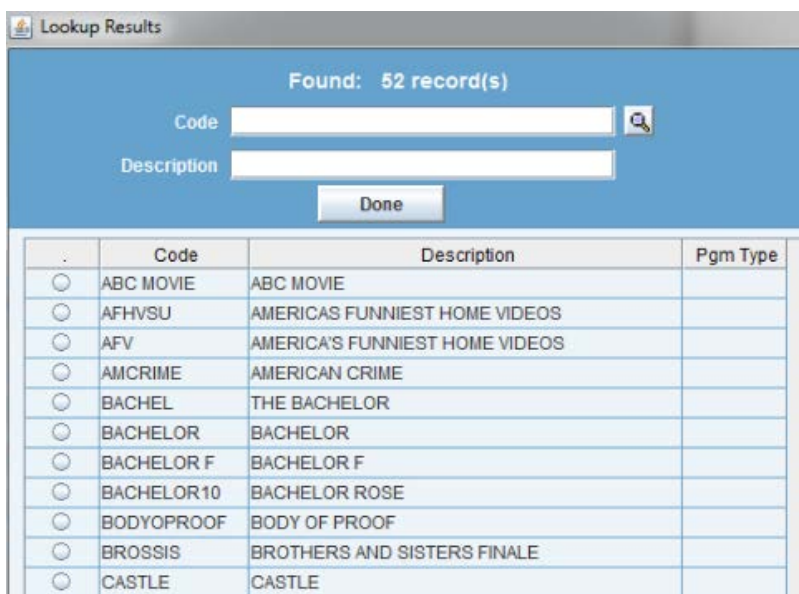 Lookup Results
Found: 52 record(s)
Code
Description
Done
. Code Description Pgm Type
ABC MOVIE ABC MOVIE
AFHVSU AMERICAS FUNNIEST HOME VIDEOS
AFV AMERICA'S FUNNIEST HOME VIDEOS
AMCRIME AMERICAN CRIME
BACHEL THE BACHELOR
BACHELOR BACHELOR
BACHELOR F BACHELOR F
BACHELOR10 BACHELOR ROSE
BODYOPROOF BODY OF PROOF
BROSSIS BROTHERS AND SISTERS FINALE
CASTLE CASTLE